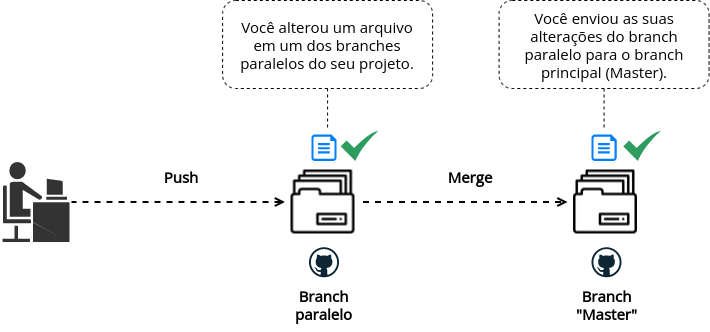 Você alterou um arquivo
em um dos branches
paralelos do seu projeto.
Você enviou as suas
alterações do branch
paralelo para o branch
principal (Master).
Push
Merge
Branch
paralelo
Branch
"Master"